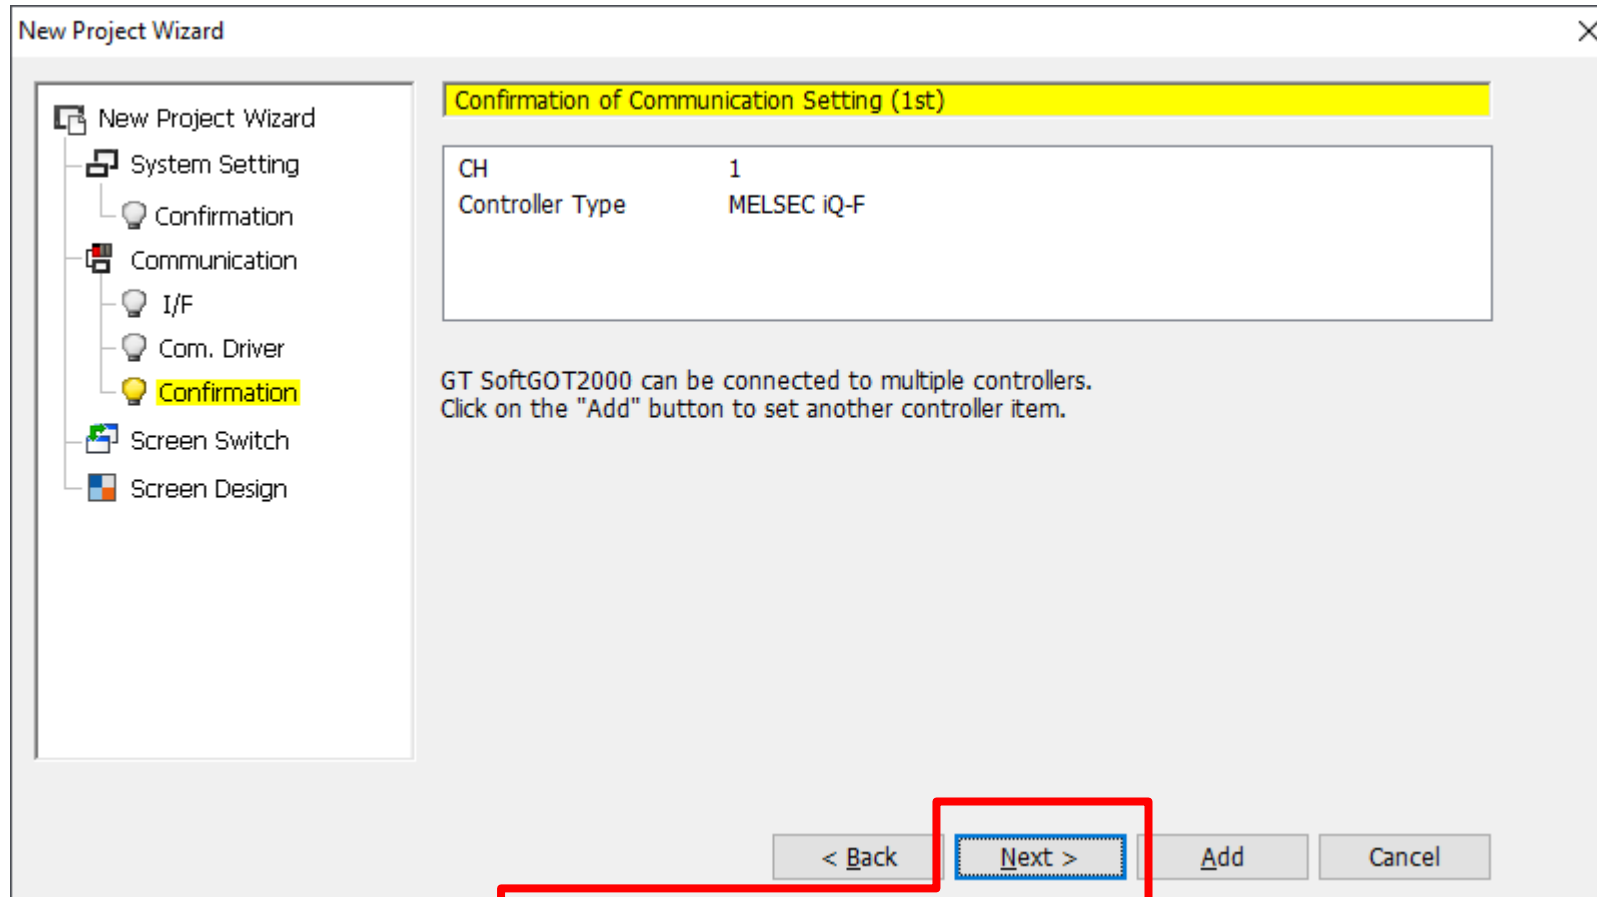 New Project Wizard
New Project Wizard
System Setting
Confirmation
Communication
I/F
Com. Driver
Confirmation
Screen Switch
Screen Design
Confirmation of Communication Setting (1st)
CH 1
Controller Type MELSEC iQ-F
GT SoftGOT2000 can be connected to multiple controllers.
Click on the "Add" button to set another controller item.
< Back Next > Add Cancel